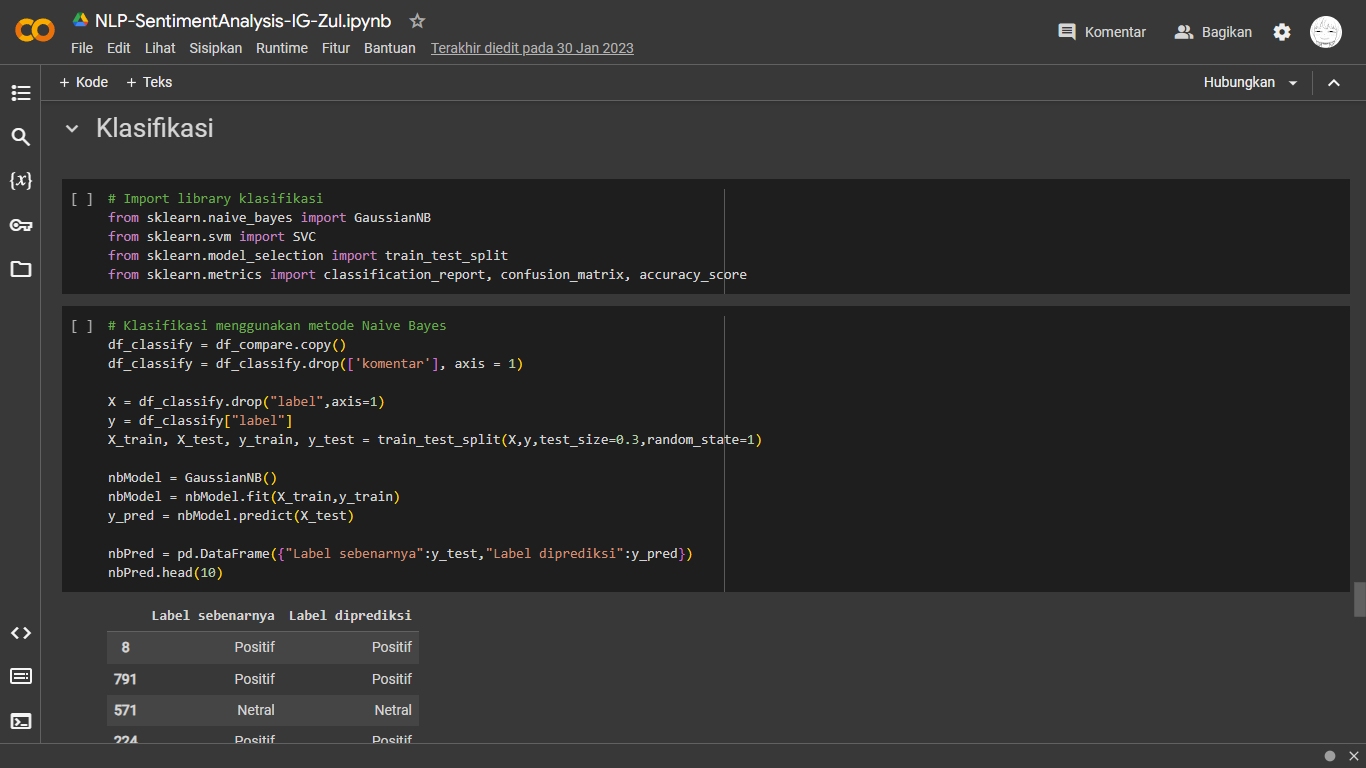 NLP-SentimentAnalysis-IG-Zul.ipynb
File Edit Lihat Sisipkan Runtime Fitur Bantuan Terakhir diedit pada 30 Jan 2023
Komentar Bagikan
+ Kode + Teks
Hubungkan
Klasifikasi
[ ] # Import library klasifikasi
from sklearn.naive_bayes import GaussianNB
from sklearn.svm import SVC
from sklearn.model_selection import train_test_split
from sklearn.metrics import classification_report, confusion_matrix, accuracy_score
[ ] # Klasifikasi menggunakan metode Naive Bayes
df_classify = df_compare.copy()
df_classify = df_classify.drop(['komentar'], axis = 1)
X = df_classify.drop("label",axis=1)
y = df_classify["label"]
X_train, X_test, y_train, y_test = train_test_split(X,y,test_size=0.3,random_state=1)
nbModel = GaussianNB()
nbModel = nbModel.fit(X_train,y_train)
y_pred = nbModel.predict(X_test)
nbPred = pd.DataFrame({"Label sebenarnya":y_test,"Label diprediksi":y_pred})
nbPred.head(10)
Label sebenarnya Label diprediksi
8 Positif Positif
791 Positif Positif
571 Netral Netral
224 Positif Positif